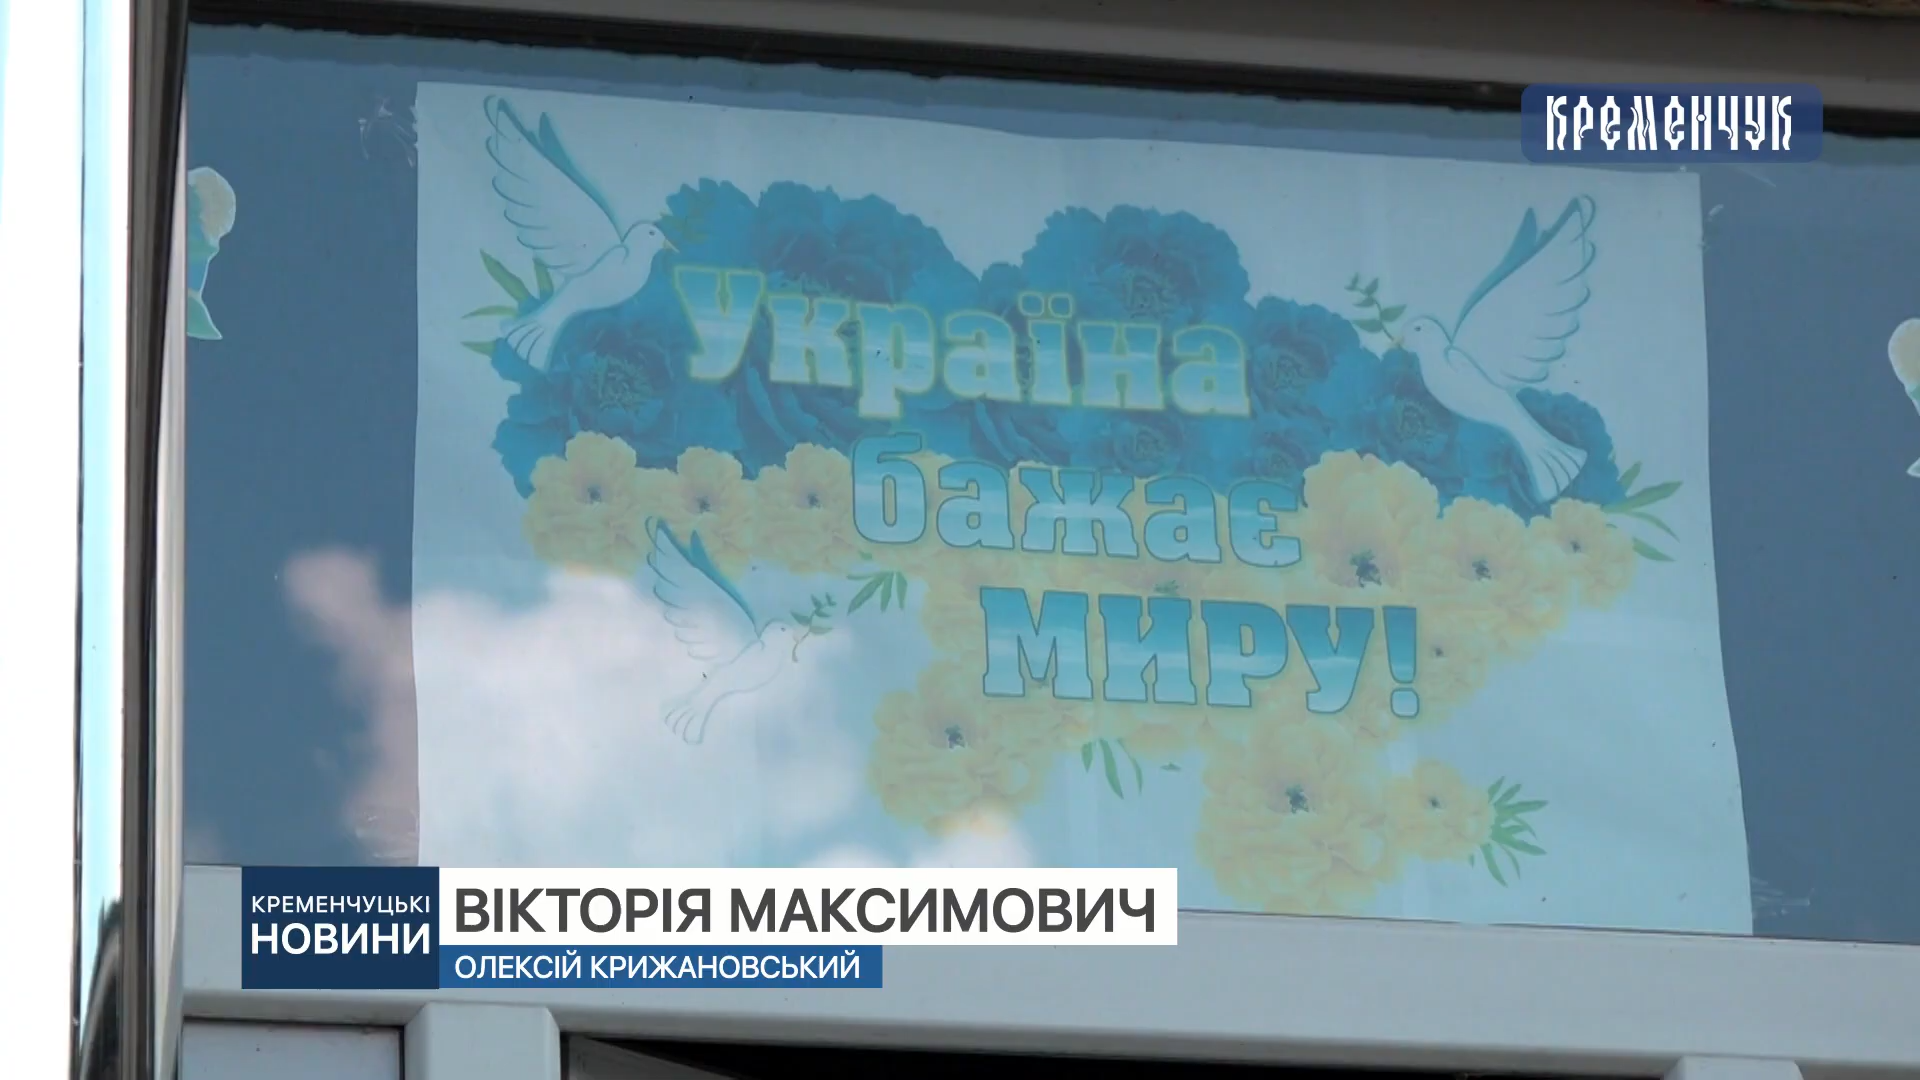 КРЕМЕНЧУК
Україна
бажає
МИРУ!
КРЕМЕНЧУЦЬКІ
НОВИНИ
ВІКТОРІЯ МАКСИМОВИЧ
ОЛЕКСІЙ КРИЖАНОВСЬКИЙ